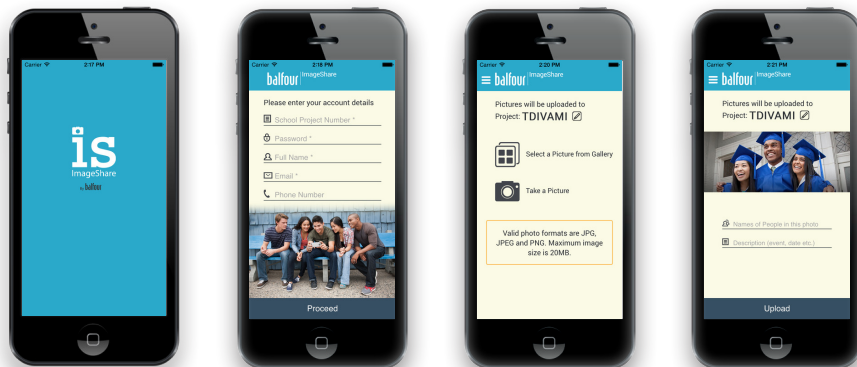 Carrier 2:17 PM
is
ImageShare
by balfour
Carrier 2:18 PM
balfour ImageShare
Please enter your account details
School Project Number *
Password *
Full Name *
Email *
Phone Number
Proceed
Carrier 2:20 PM
balfour ImageShare
Pictures will be uploaded to
Project: TDIVAMI
Select a Picture from Gallery
Take a Picture
Valid photo formats are JPG,
JPEG and PNG. Maximum image
size is 20MB.
Carrier 2:21 PM
balfour ImageShare
Pictures will be uploaded to
Project: TDIVAMI
Names of People in this photo
Description (event, date etc.)
Upload